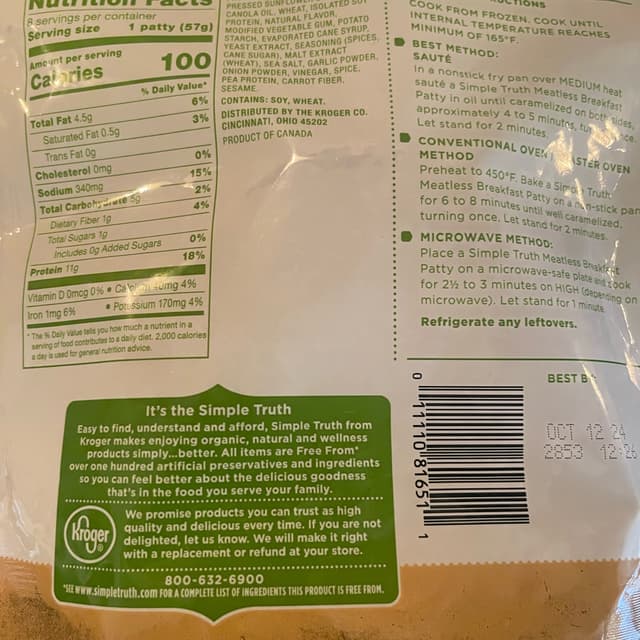 Nutrition Facts
8 servings per container
Serving size 1 patty (57g)
Amount per serving
Calories 100
% Daily Value*
Total Fat 4.5g 6%
Saturated Fat 0.5g 3%
Trans Fat 0g
Cholesterol 0mg 0%
Sodium 340mg 15%
Total Carbohydrate 5g 2%
Dietary Fiber 1g 4%
Total Sugars 1g
Includes 0g Added Sugars 0%
Protein 11g 18%
Vitamin D 0mcg 0% • Calcium mg 4%
Iron 1mg 6% • Potassium 170mg 4%
* The % Daily Value tells you how much a nutrient in a
serving of food contributes to a daily diet. 2,000 calories
a day is used for general nutrition advice.
PRESSED
CANOLA OIL, WHEAT, ISOLATED SOY
PROTEIN, NATURAL FLAVOR,
MODIFIED VEGETABLE GUM, POTATO
STARCH, EVAPORATED CANE SYRUP,
YEAST EXTRACT, SEASONING (SPICES,
CANE SUGAR), MALT EXTRACT
(WHEAT), SEA SALT, GARLIC POWDER,
ONION POWDER, VINEGAR, SPICE,
PEA PROTEIN, CARROT FIBER,
SESAME.
CONTAINS: SOY, WHEAT.
DISTRIBUTED BY THE KROGER CO.
CINCINNATI, OHIO 45202
PRODUCT OF CANADA
COOK FROM FROZEN. COOK UNTIL
INTERNAL TEMPERATURE REACHES
MINIMUM OF 165°F.
BEST METHOD:
SAUTÉ
In a nonstick fry pan over MEDIUM heat
sauté a Simple Truth Meatless Breakfast
Patty in oil until caramelized on both sides,
approximately 4 to 5 minutes,
Let stand for 2 minutes.
CONVENTIONAL OVEN
OVEN
METHOD
Preheat to 450°F. Bake a Simple Truth
Meatless Breakfast Patty on a non-stick pan
for 6 to 8 minutes until well caramelized,
turning once. Let stand for 2 minutes.
MICROWAVE METHOD:
Place a Simple Truth Meatless Breakfast
Patty on a microwave-safe plate and cook
for 2½ to 3 minutes on HIGH (depending on
microwave). Let stand for 1 minute.
Refrigerate any leftovers.
BEST
OCT 12 24
2853 12:26
0 11110 81651 1
It's the Simple Truth
Easy to find, understand and afford, Simple Truth from
Kroger makes enjoying organic, natural and wellness
products simply...better. All items are Free From*
over one hundred artificial preservatives and ingredients
so you can feel better about the delicious goodness
that's in the food you serve your family.
Kroger
We promise products you can trust as high
quality and delicious every time. If you are not
delighted, let us know. We will make it right
with a replacement or refund at your store.
800-632-6900
*SEE www.simpletruth.com FOR A COMPLETE LIST OF INGREDIENTS THIS PRODUCT IS FREE FROM.